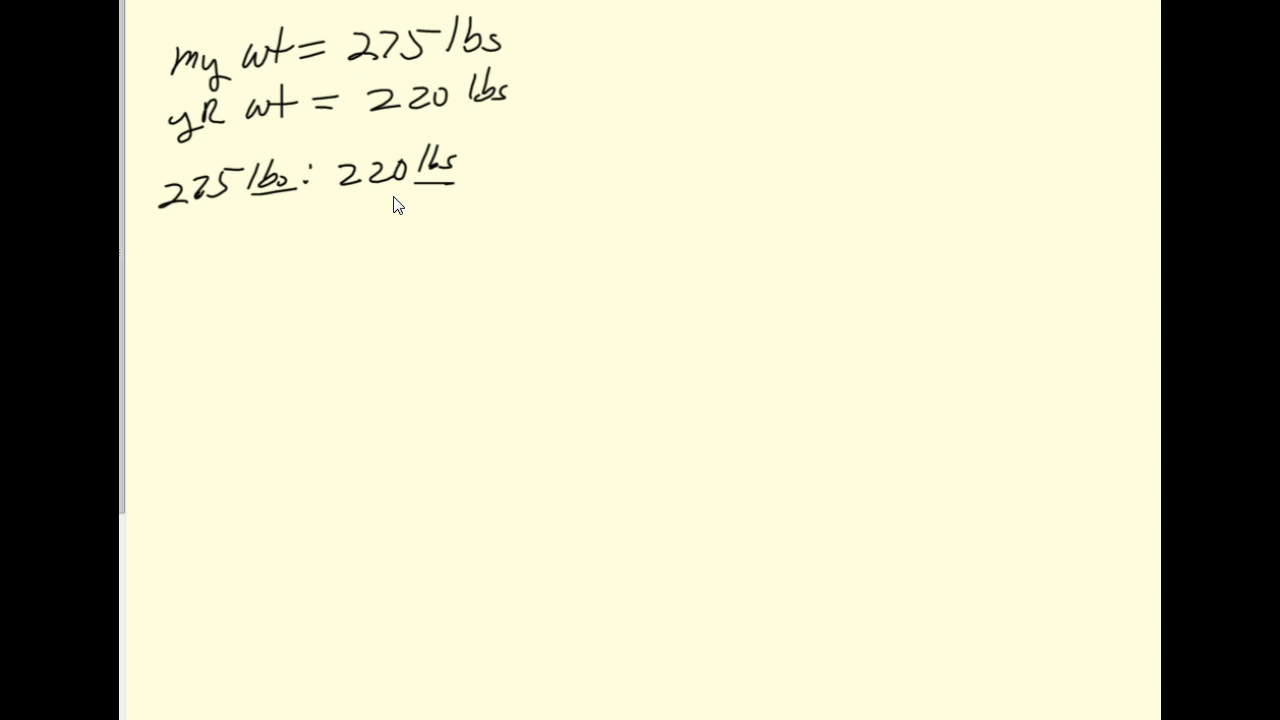 my wt = 275 lbs
yR wt = 220 lbs
275 lbs : 220 lbs